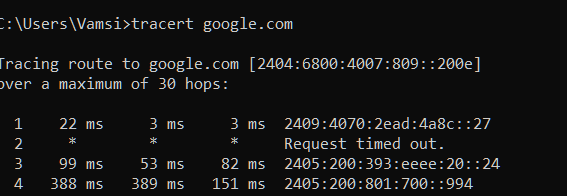 C:\Users\Vamsi>tracert google.com
Tracing route to google.com [2404:6800:4007:809::200e]
over a maximum of 30 hops:
1 22 ms 3 ms 3 ms 2409:4070:2ead:4a8c::27
2 * * * Request timed out.
3 99 ms 53 ms 82 ms 2405:200:393:eeee:20::24
4 388 ms 389 ms 151 ms 2405:200:801:700::994